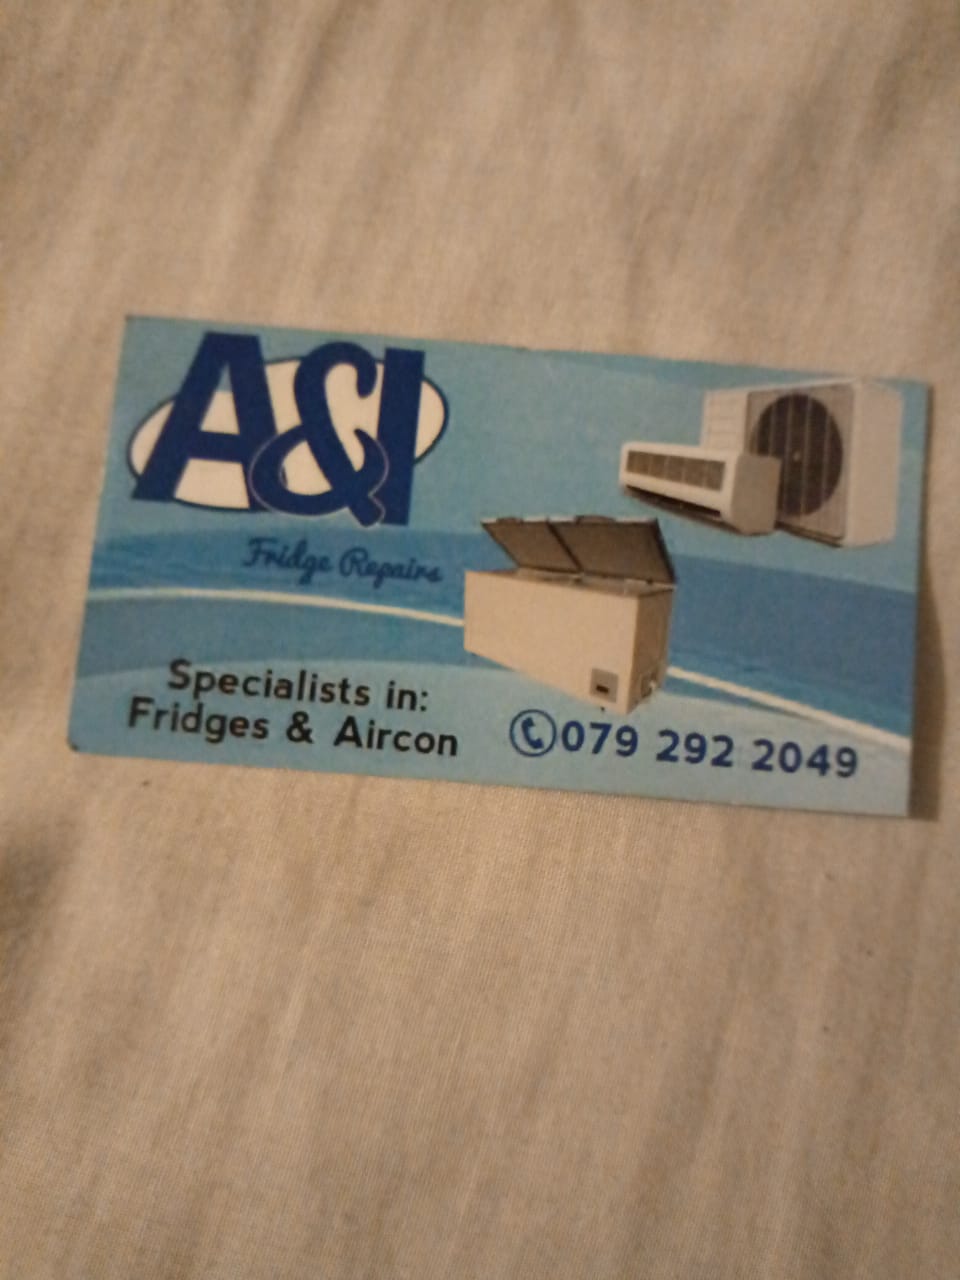 A&I
Fridge Repairs
Specialists in:
Fridges & Aircon
079 292 2049